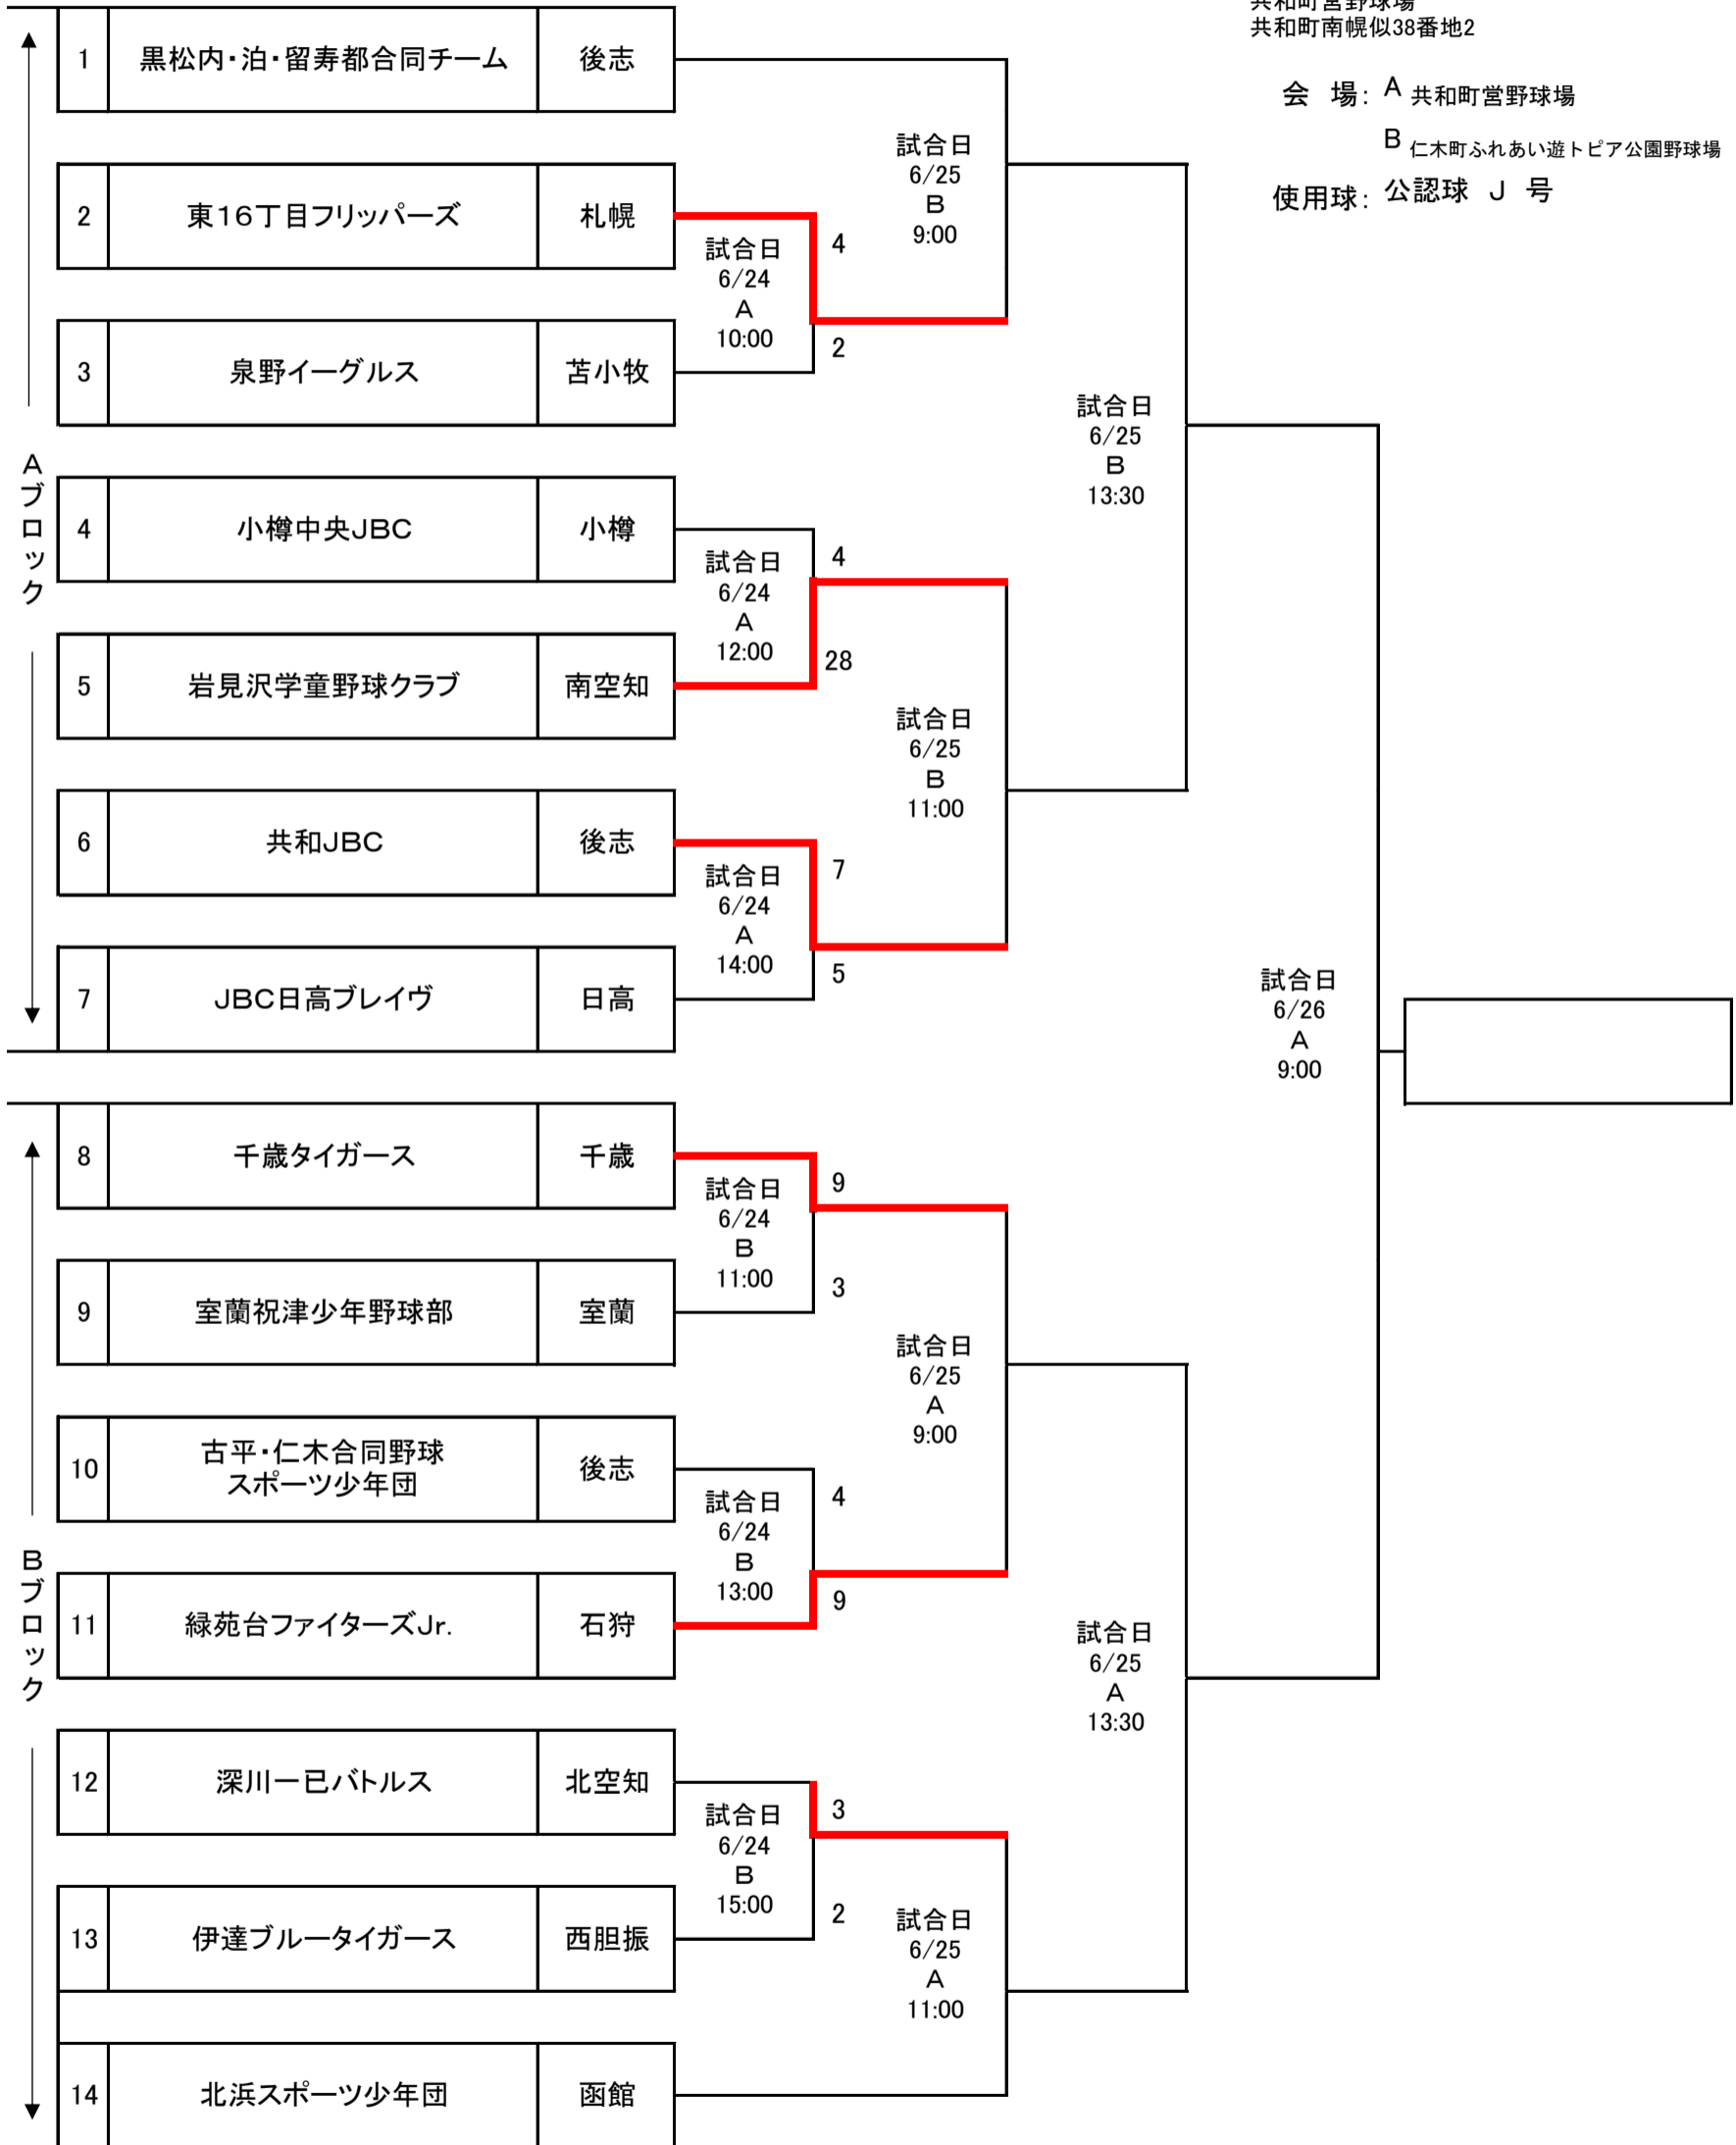 共和町営野球場
共和町南幌似38番地2
会 場: A 共和町営野球場
B 仁木町ふれあい遊トピア公園野球場
使用球: 公認球 J 号
Aブロック
1 黒松内・泊・留寿都合同チーム 後志
2 東16丁目フリッパーズ 札幌
3 泉野イーグルス 苫小牧
4 小樽中央JBC 小樽
5 岩見沢学童野球クラブ 南空知
6 共和JBC 後志
7 JBC日高ブレイヴ 日高
Bブロック
8 千歳タイガース 千歳
9 室蘭祝津少年野球部 室蘭
10 古平・仁木合同野球
スポーツ少年団 後志
11 緑苑台ファイターズJr. 石狩
12 深川一已バトルス 北空知
13 伊達ブルータイガース 西胆振
14 北浜スポーツ少年団 函館
試合日
6/24
A
10:00
4
2
試合日
6/24
A
12:00
4
28
試合日
6/24
A
14:00
7
5
試合日
6/24
B
11:00
9
3
試合日
6/24
B
13:00
4
9
試合日
6/24
B
15:00
3
2
試合日
6/25
B
9:00
試合日
6/25
B
11:00
試合日
6/25
A
9:00
試合日
6/25
A
11:00
試合日
6/25
B
13:30
試合日
6/25
A
13:30
試合日
6/26
A
9:00